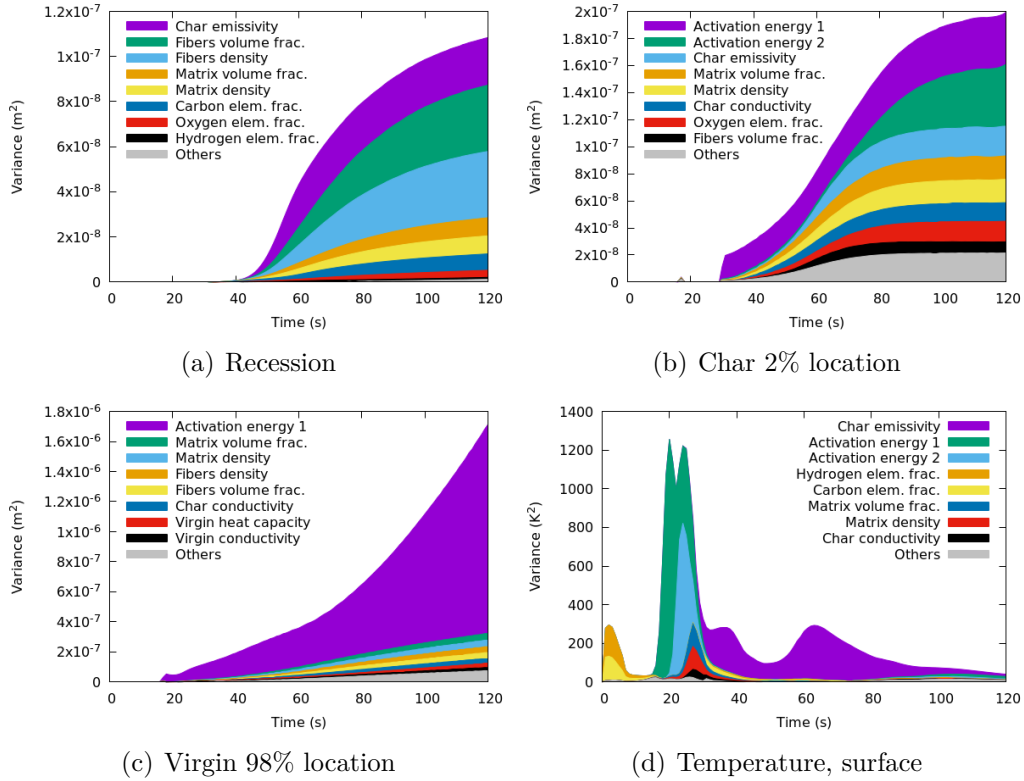 1.2x10⁻⁷
1x10⁻⁷
8x10⁻⁸
6x10⁻⁸
4x10⁻⁸
2x10⁻⁸
0
Variance (m²)
Char emissivity
Fibers volume frac.
Fibers density
Matrix volume frac.
Matrix density
Carbon elem. frac.
Oxygen elem. frac.
Hydrogen elem. frac.
Others
0 20 40 60 80 100 120
Time (s)
(a) Recession
2x10⁻⁷
1.8x10⁻⁷
1.6x10⁻⁷
1.4x10⁻⁷
1.2x10⁻⁷
1x10⁻⁷
8x10⁻⁸
6x10⁻⁸
4x10⁻⁸
2x10⁻⁸
0
Variance (m²)
Activation energy 1
Activation energy 2
Char emissivity
Matrix volume frac.
Matrix density
Char conductivity
Oxygen elem. frac.
Fibers volume frac.
Others
0 20 40 60 80 100 120
Time (s)
(b) Char 2% location
1.8x10⁻⁶
1.6x10⁻⁶
1.4x10⁻⁶
1.2x10⁻⁶
1x10⁻⁶
8x10⁻⁷
6x10⁻⁷
4x10⁻⁷
2x10⁻⁷
0
Variance (m²)
Activation energy 1
Matrix volume frac.
Matrix density
Fibers density
Fibers volume frac.
Char conductivity
Virgin heat capacity
Virgin conductivity
Others
0 20 40 60 80 100 120
Time (s)
(c) Virgin 98% location
1400
1200
1000
800
600
400
200
0
Variance (K²)
Char emissivity
Activation energy 1
Activation energy 2
Hydrogen elem. frac.
Carbon elem. frac.
Matrix volume frac.
Matrix density
Char conductivity
Others
0 20 40 60 80 100 120
Time (s)
(d) Temperature, surface